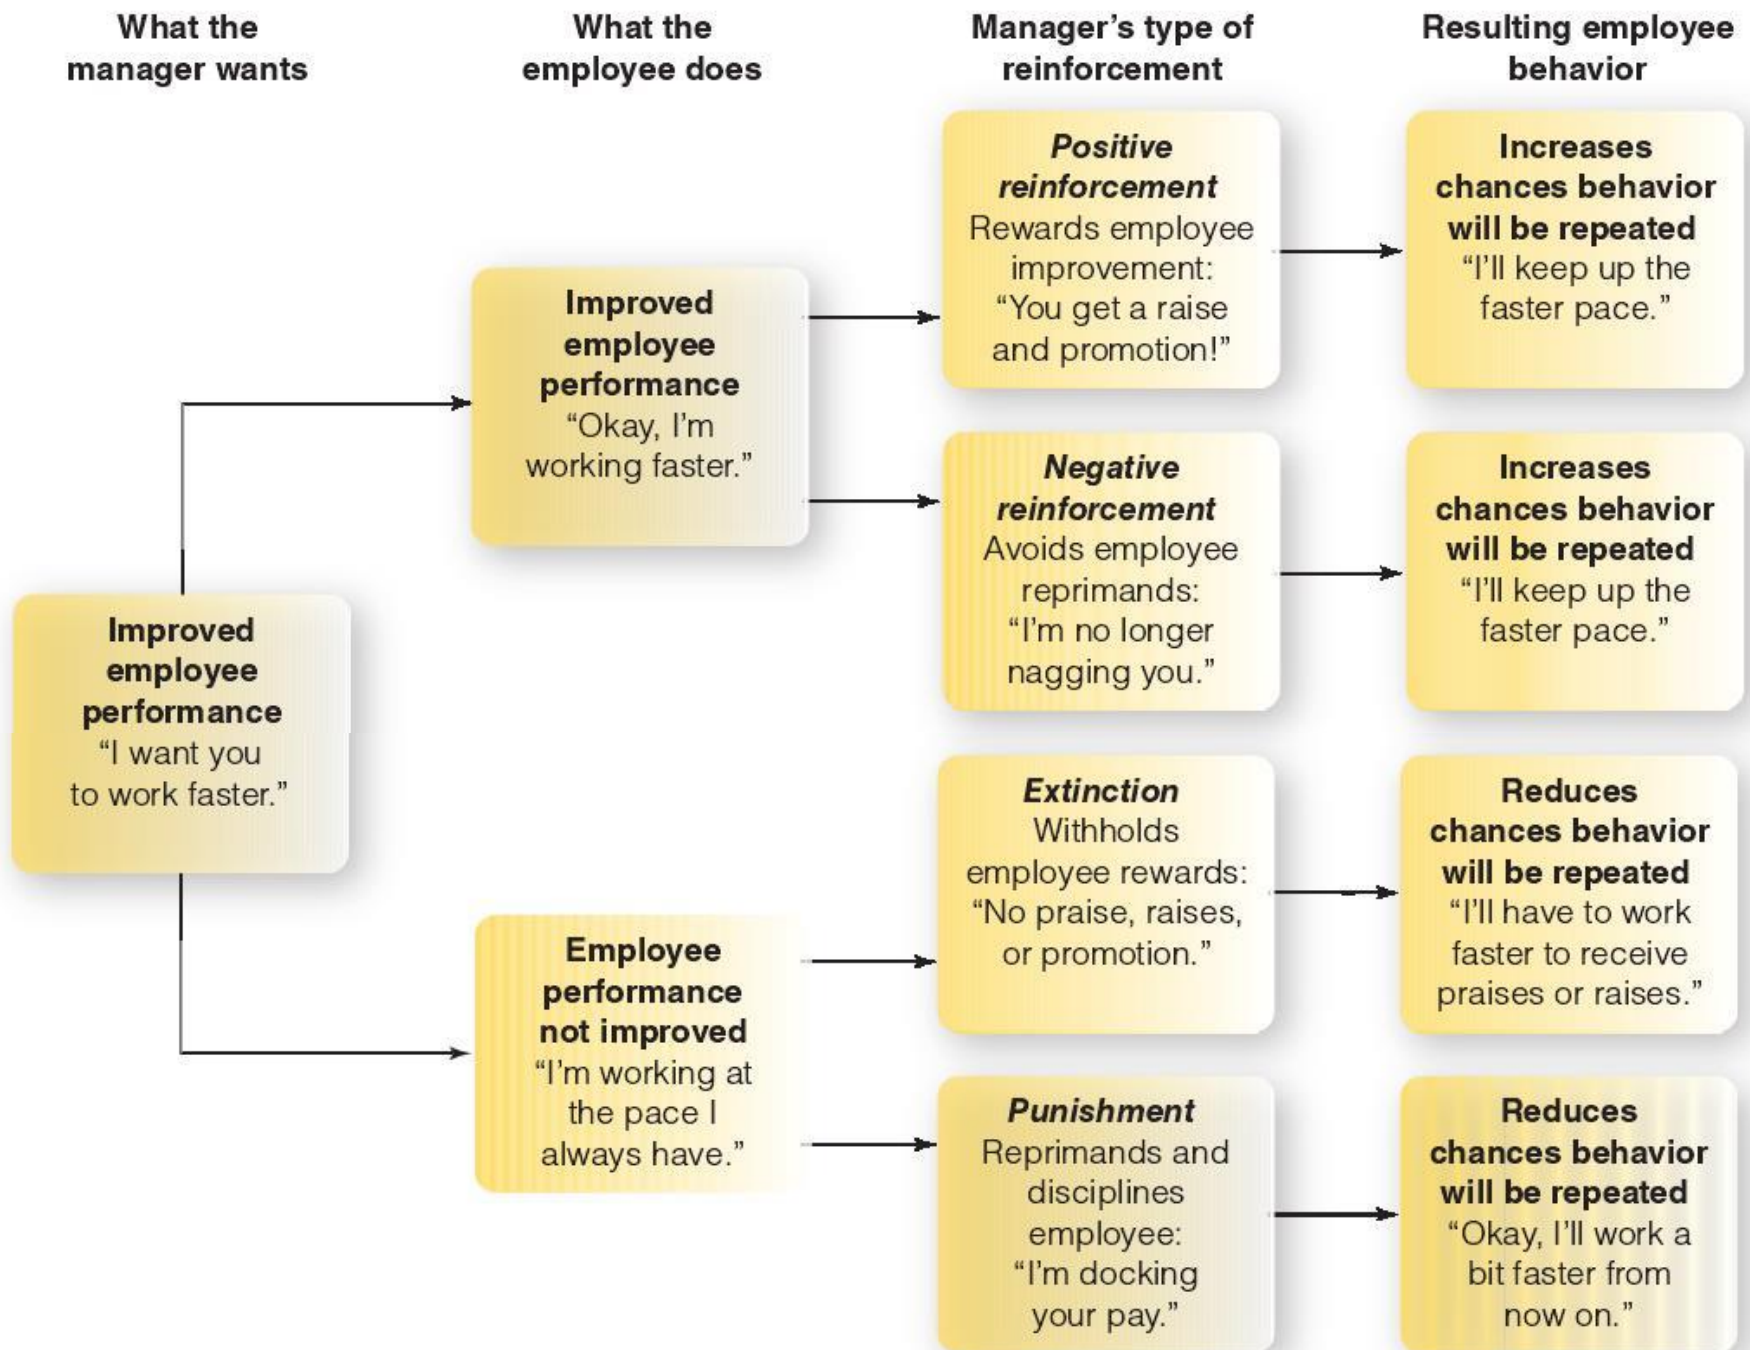 What the
manager wants
What the
employee does
Manager’s type of
reinforcement
Resulting employee
behavior
Improved
employee
performance
“I want you
to work faster.”
Improved
employee
performance
“Okay, I’m
working faster.”
Employee
performance
not improved
“I’m working at
the pace I
always have.”
Positive
reinforcement
Rewards employee
improvement:
“You get a raise
and promotion!”
Increases
chances behavior
will be repeated
“I’ll keep up the
faster pace.”
Negative
reinforcement
Avoids employee
reprimands:
“I’m no longer
nagging you.”
Increases
chances behavior
will be repeated
“I’ll keep up the
faster pace.”
Extinction
Withholds
employee rewards:
“No praise, raises,
or promotion.”
Reduces
chances behavior
will be repeated
“I’ll have to work
faster to receive
praises or raises.”
Punishment
Reprimands and
disciplines
employee:
“I’m docking
your pay.”
Reduces
chances behavior
will be repeated
“Okay, I’ll work a
bit faster from
now on.”